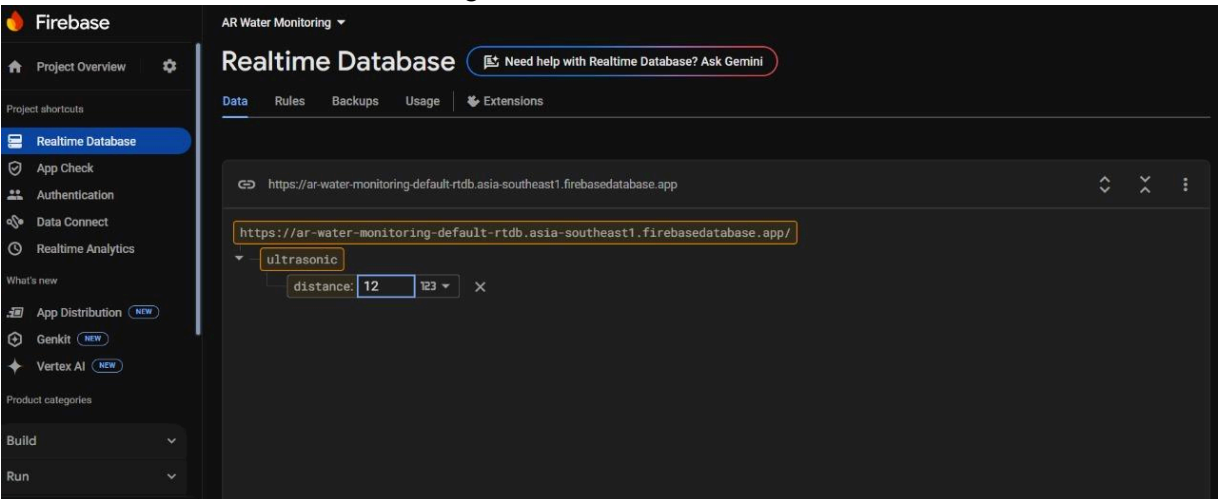 Firebase
Project Overview
Project shortcuts
Realtime Database
App Check
Authentication
Data Connect
Realtime Analytics
What's new
App Distribution NEW
Genkit NEW
Vertex AI NEW
Product categories
Build
Run
AR Water Monitoring
Realtime Database
Need help with Realtime Database? Ask Gemini
Data Rules Backups Usage Extensions
https://ar-water-monitoring-default-rtdb.asia-southeast1.firebasedatabase.app
https://ar-water-monitoring-default-rtdb.asia-southeast1.firebasedatabase.app/
ultrasonic
distance: 12 123